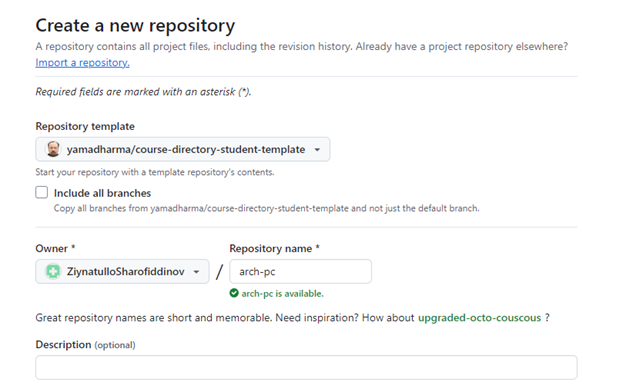 Create a new repository
A repository contains all project files, including the revision history. Already have a project repository elsewhere?
Import a repository.
Required fields are marked with an asterisk (*).
Repository template
yamadharma/course-directory-student-template
Start your repository with a template repository's contents.
Include all branches
Copy all branches from yamadharma/course-directory-student-template and not just the default branch.
Owner * Repository name *
ZiynatulloSharofiddinov / arch-pc
arch-pc is available.
Great repository names are short and memorable. Need inspiration? How about upgraded-octo-couscous ?
Description (optional)